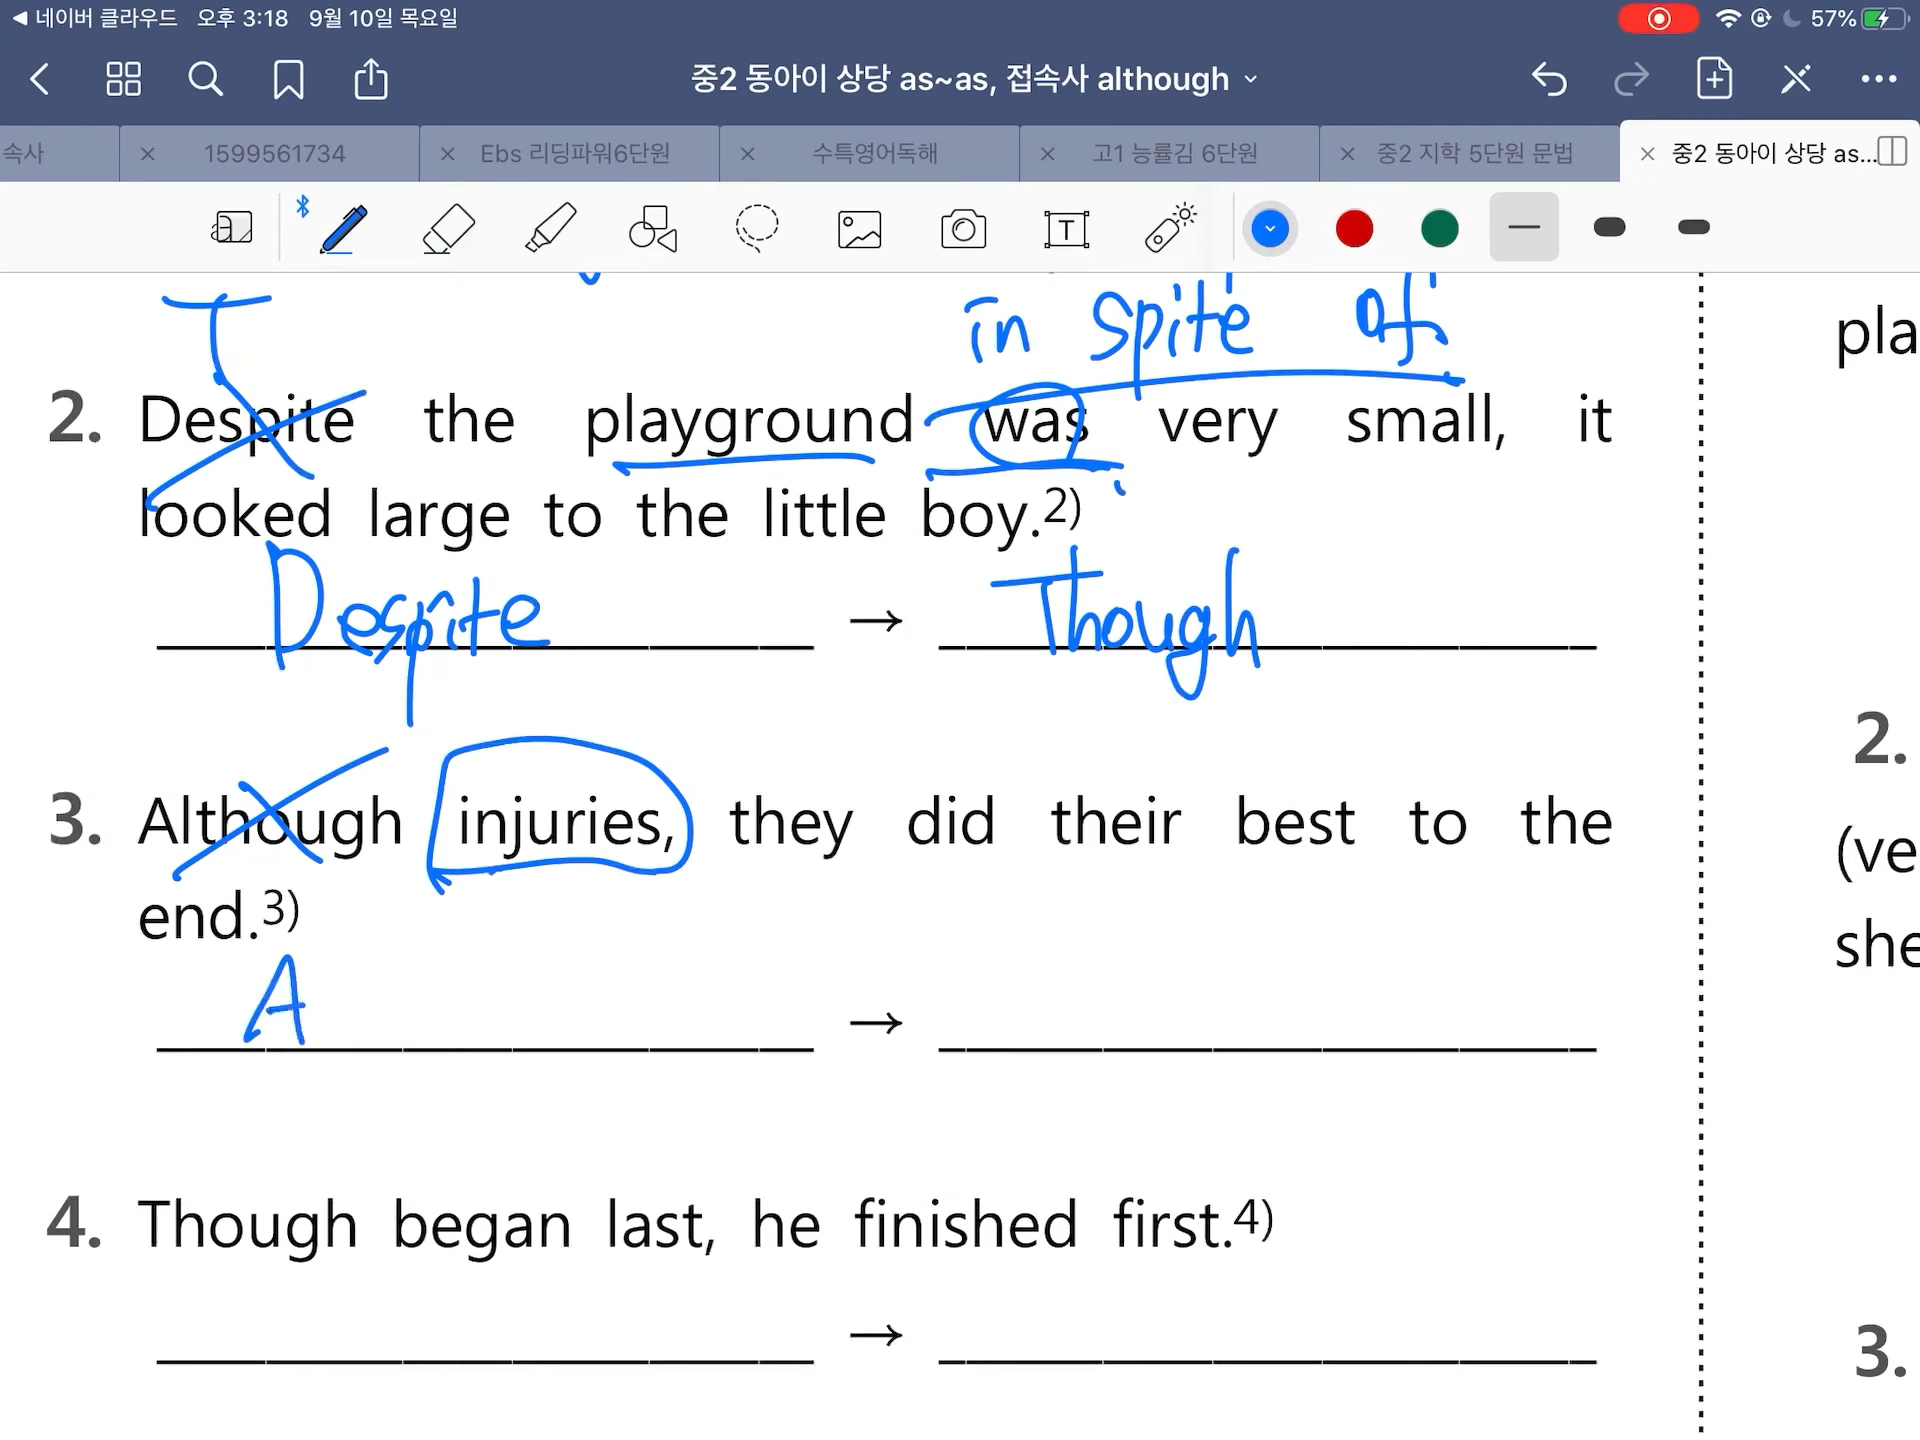 ◀ 네이버 클라우드 오후 3:18 9월 10일 목요일 57%
중2 동아이 상당 as~as, 접속사 although
속사 × 1599561734 × Ebs 리딩파워6단원 × 수특영어독해 × 고1 능률김 6단원 × 중2 지학 5단원 문법 × 중2 동아이 상당 as...
T
in spite of
2. Despite the playground was very small, it
looked large to the little boy.2)
Despite → Though
3. Although injuries, they did their best to the
end.3)
A →
4. Though began last, he finished first.4)
→
pla
2.
(ve
she
3.